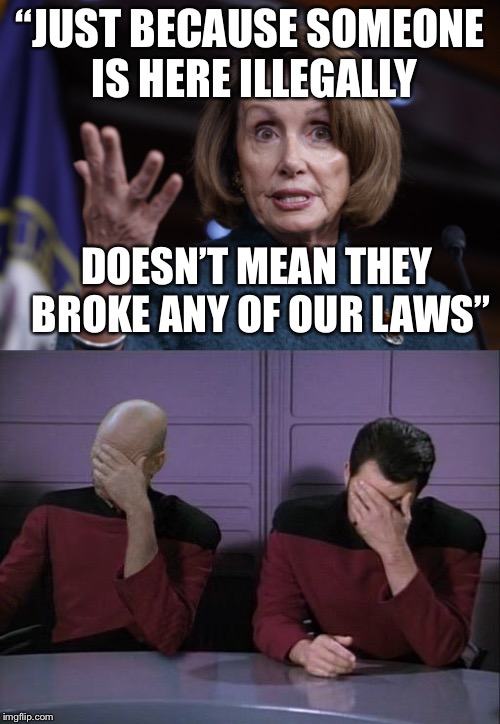 “JUST BECAUSE SOMEONE
IS HERE ILLEGALLY
DOESN’T MEAN THEY
BROKE ANY OF OUR LAWS”
imgflip.com